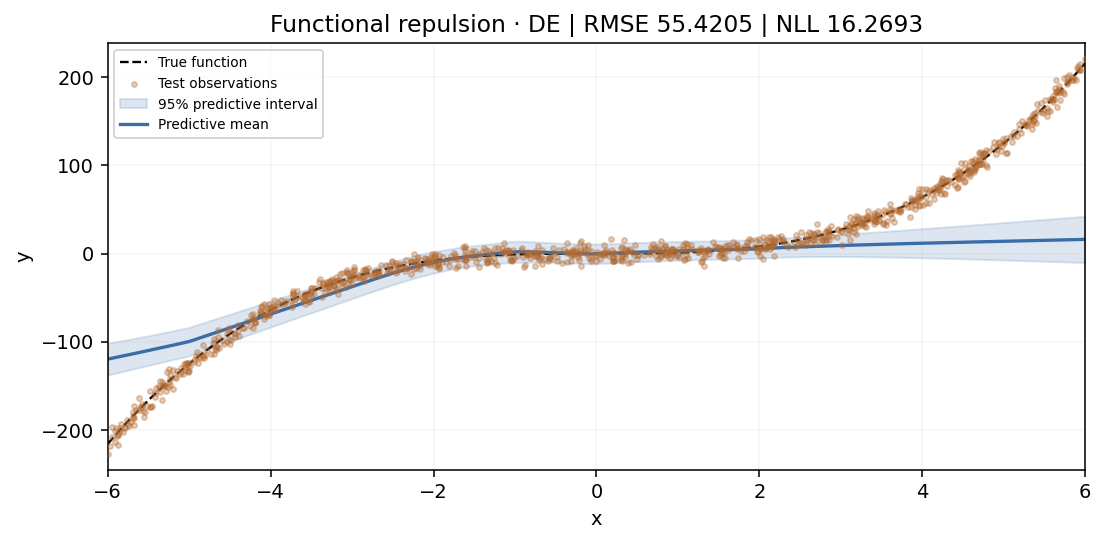 Functional repulsion · DE | RMSE 55.4205 | NLL 16.2693
True function
Test observations
95% predictive interval
Predictive mean
200
100
0
−100
−200
y
−6 −4 −2 0 2 4 6
x